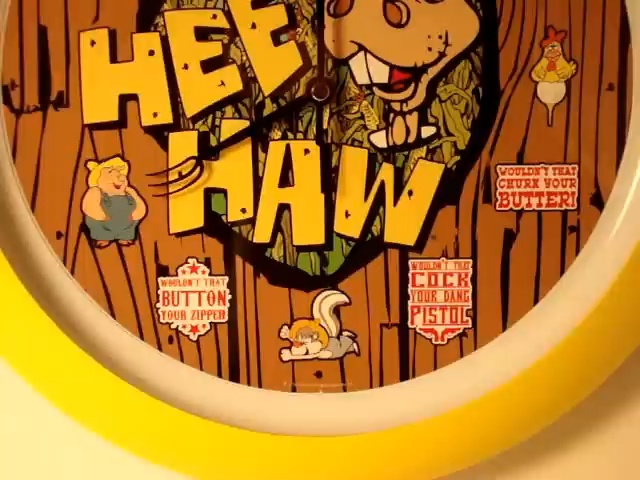 HEE
HAW
WOULDN'T THAT
CHURN YOUR
BUTTER!
WOULDN'T THAT
BUTTON
YOUR ZIPPER
WOULDN'T THAT
COCK
YOUR DANG
PISTOL